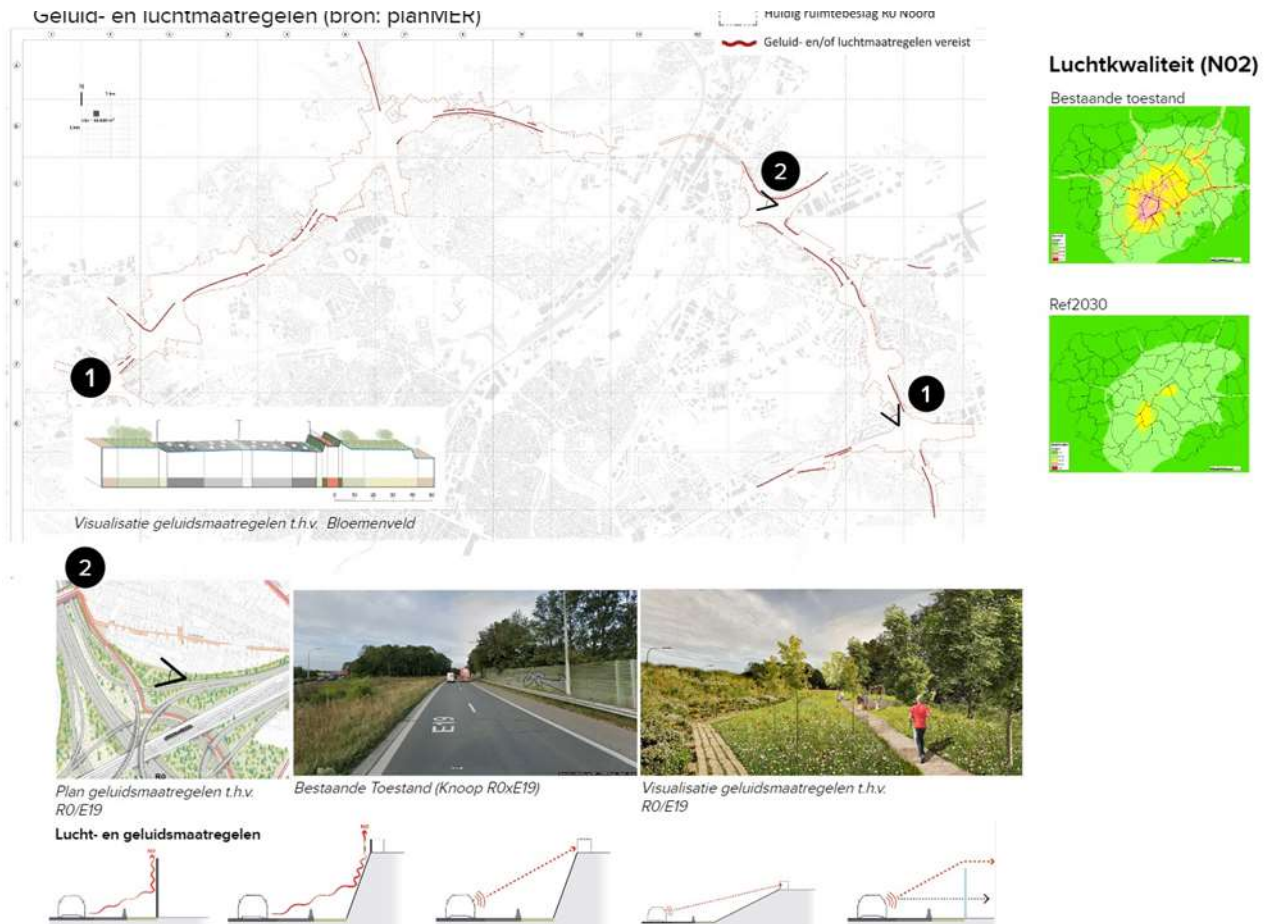 Geluid- en luchtmaatregelen (bron: planMER)
Huidig ruimtebeslag R0 Noord
Geluid- en/of luchtmaatregelen vereist
Luchtkwaliteit (N02)
Bestaande toestand
Ref2030
2
1
1
Visualisatie geluidsmaatregelen t.h.v. Bloemenveld
2
R0
E19
Plan geluidsmaatregelen t.h.v.
R0/E19
Bestaande Toestand (Knoop R0xE19)
Visualisatie geluidsmaatregelen t.h.v.
R0/E19
Lucht- en geluidsmaatregelen